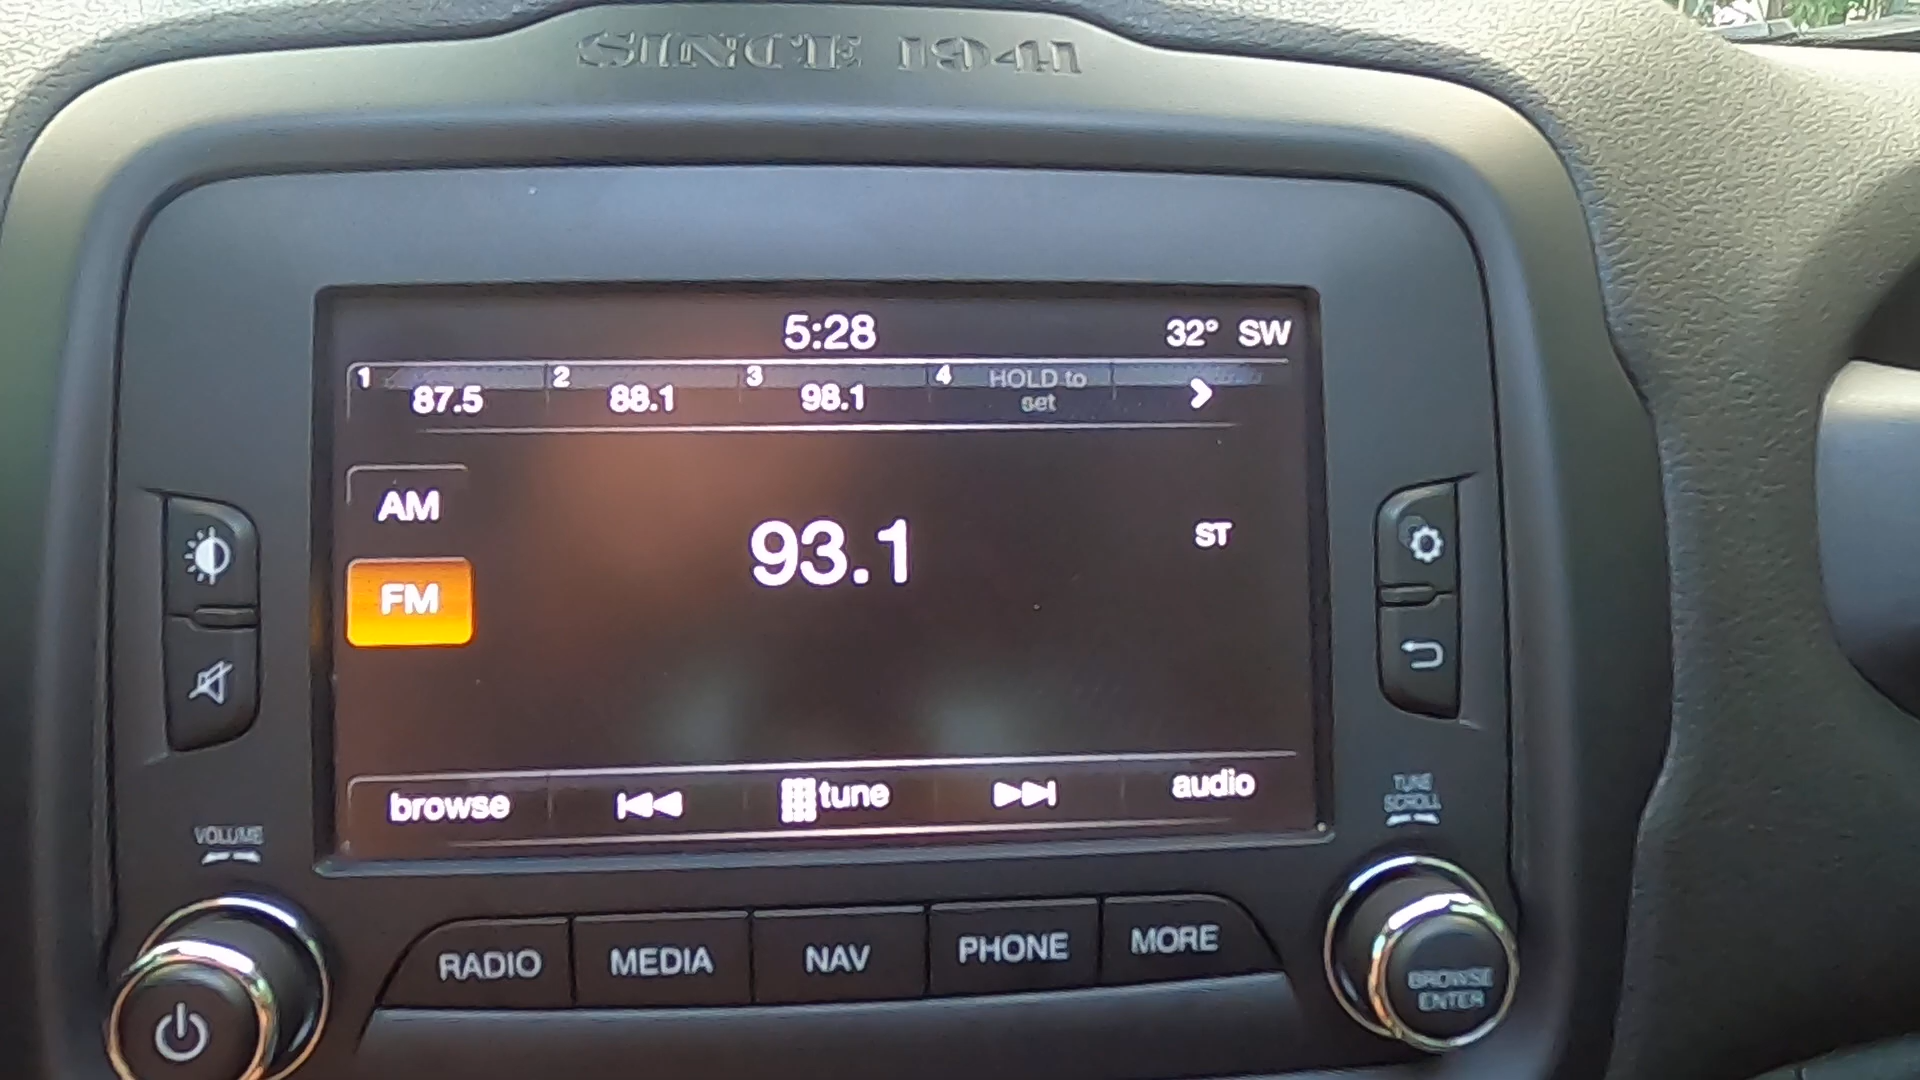 SINCE 1941
5:28 32° SW
1 87.5 2 88.1 3 98.1 4 HOLD to
set
AM
93.1 ST
FM
browse tune audio
VOLUME
TUNE
SCROLL
RADIO MEDIA NAV PHONE MORE
BROWSE
ENTER